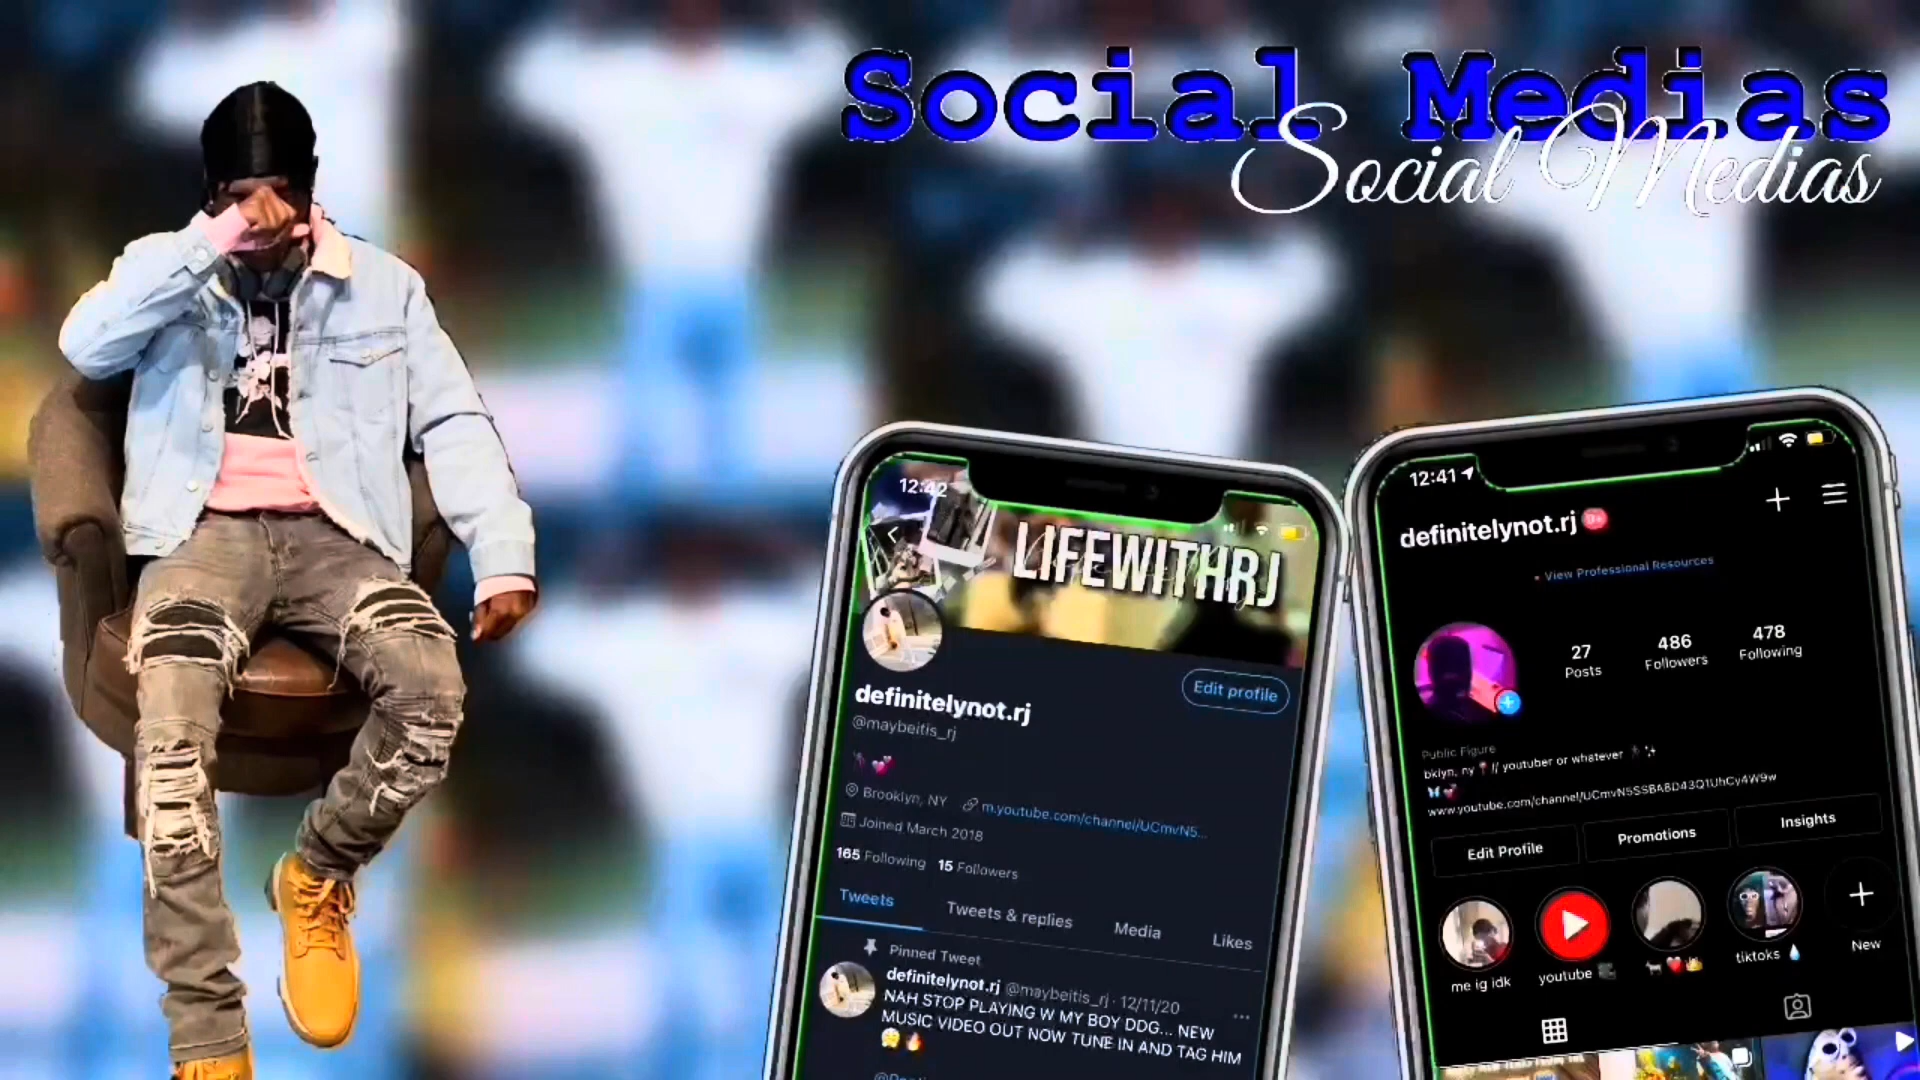 Social Medias
Social Medias
12:42
LIFEWITHRJ
Edit profile
definitelynot.rj
@maybeitis_rj
Brooklyn, NY m.youtube.com/channel/UCmvN5...
Joined March 2018
165 Following 15 Followers
Tweets Tweets & replies Media Likes
Pinned Tweet
definitelynot.rj @maybeitis_rj · 12/11/20
NAH STOP PLAYING W MY BOY DDG... NEW
MUSIC VIDEO OUT NOW TUNE IN AND TAG HIM
12:41
definitelynot.rj 9+
View Professional Resources
27 486 478
Posts Followers Following
Public Figure
bklyn, ny // youtuber or whatever
www.youtube.com/channel/UCmvN5SSBABD43Q1UhCy4W9w
Edit Profile Promotions Insights
me ig idk youtube tiktoks New